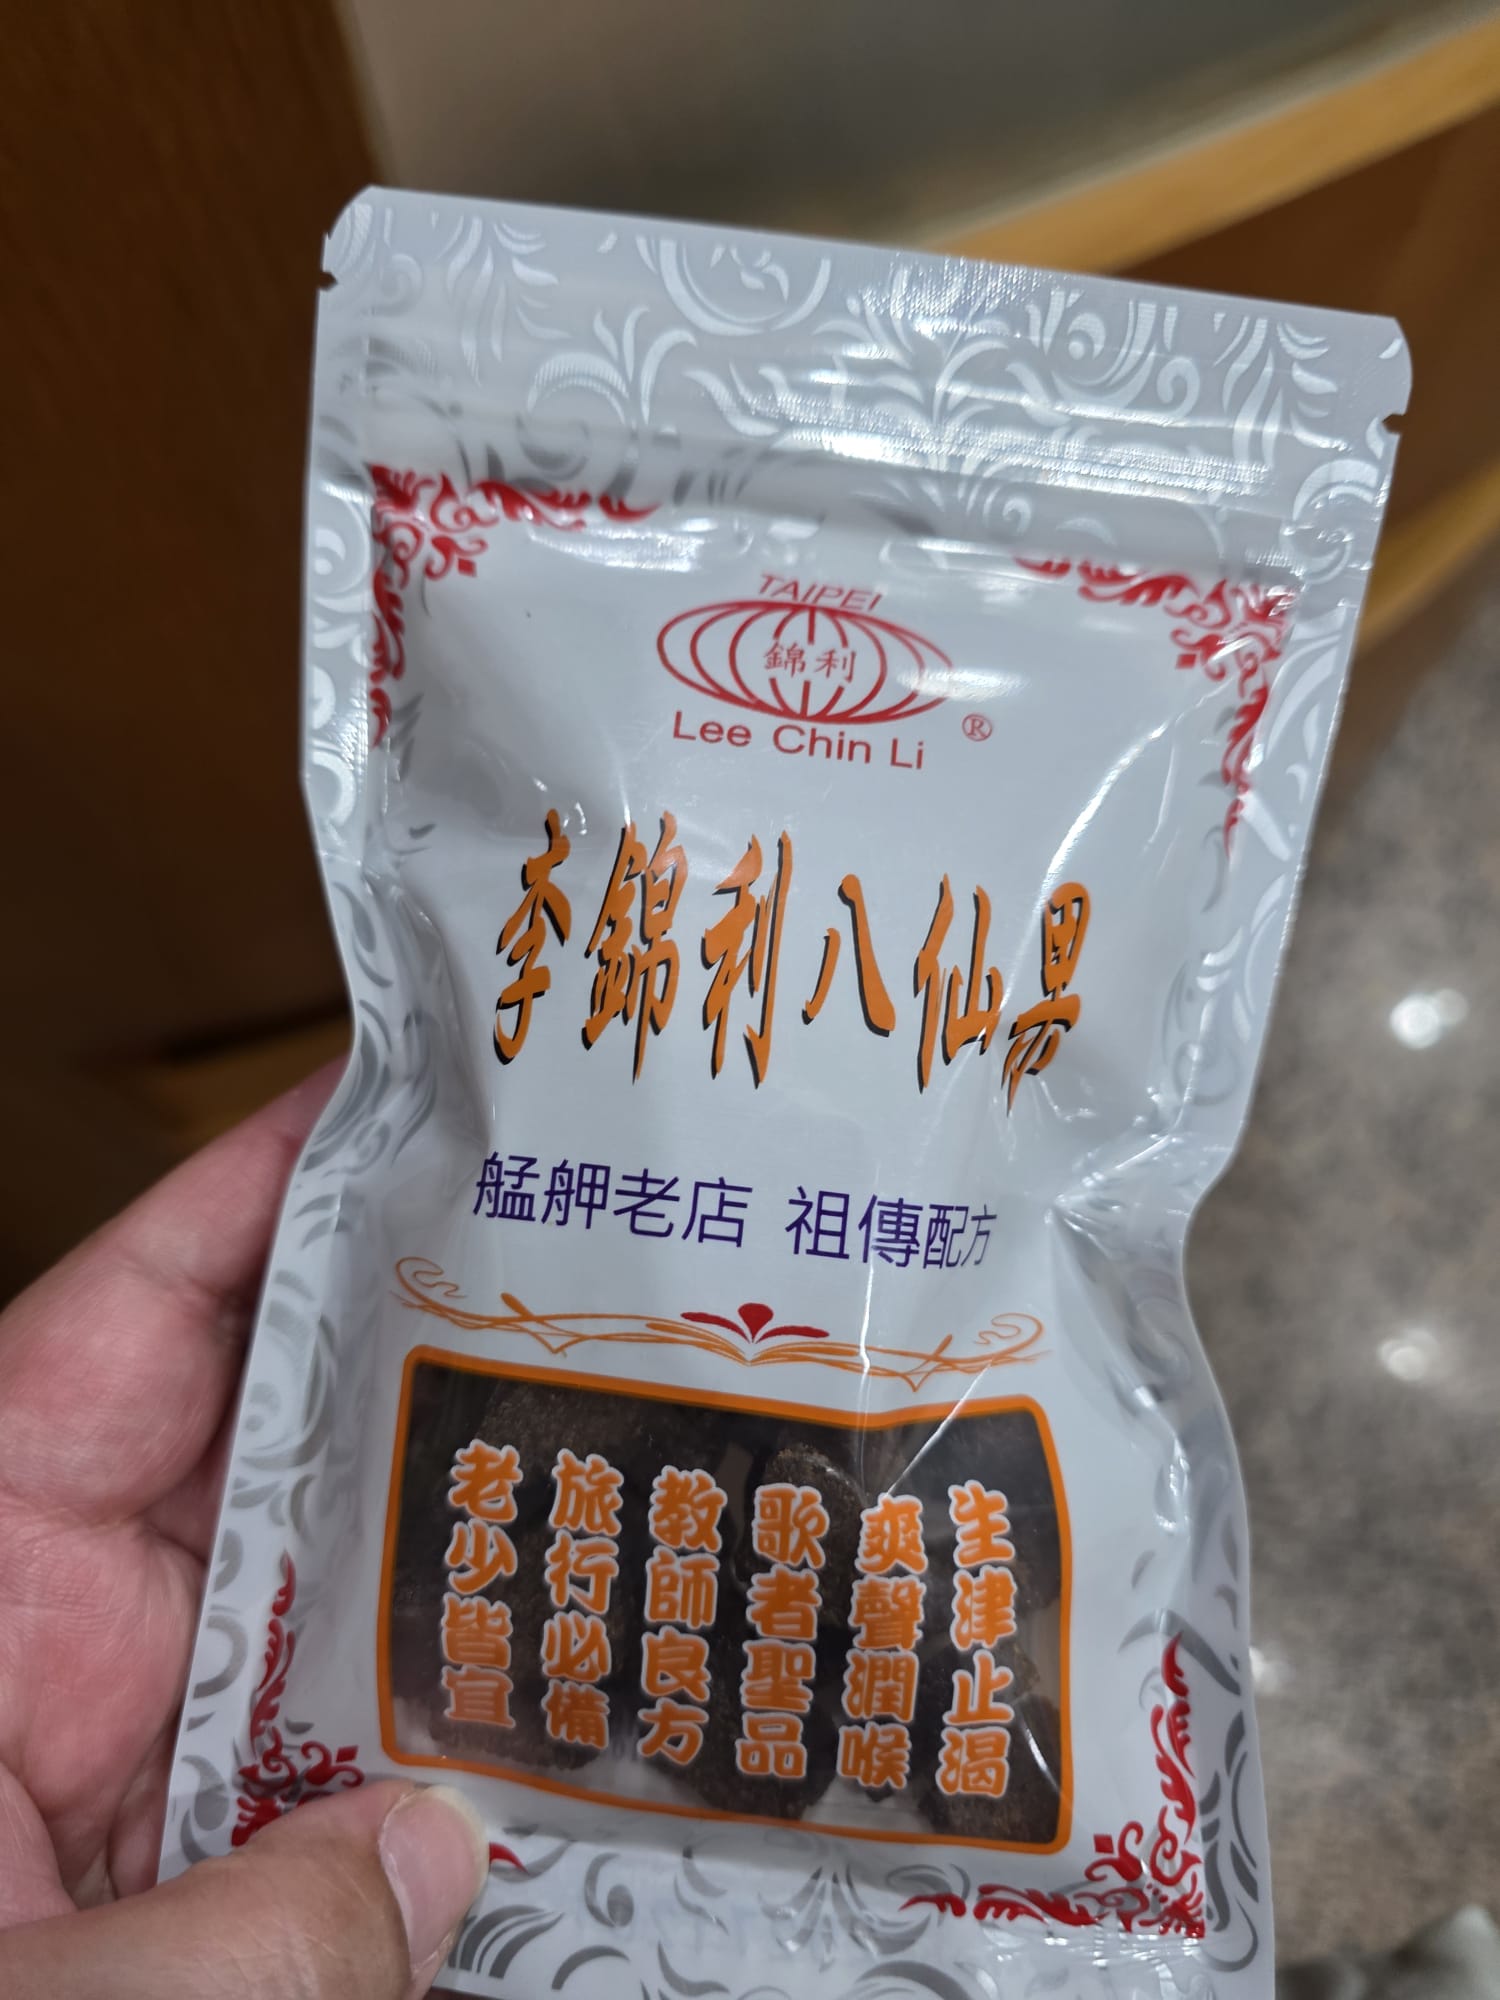 TAIPEI
錦利
Lee Chin Li
®
李錦利八仙果
艋舺老店 祖傳配方
生津止渴
爽聲潤喉
歌者聖品
教師良方
旅行必備
老少皆宜